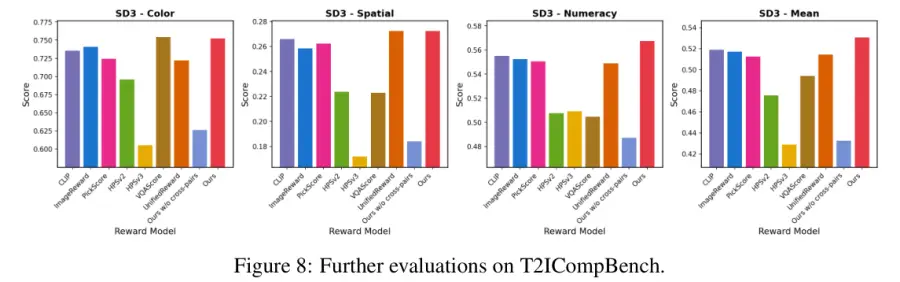 SD3 - Color
0.775
0.750
0.725
0.700
0.675
0.650
0.625
0.600
Score
CLIP
ImageReward
PickScore
HPSv2
HPSv3
VQAScore
UnifiedReward
Ours w/o cross-pairs
Ours
Reward Model
SD3 - Spatial
0.28
0.26
0.24
0.22
0.20
0.18
Score
CLIP
ImageReward
PickScore
HPSv2
HPSv3
VQAScore
UnifiedReward
Ours w/o cross-pairs
Ours
Reward Model
SD3 - Numeracy
0.58
0.56
0.54
0.52
0.50
0.48
Score
CLIP
ImageReward
PickScore
HPSv2
HPSv3
VQAScore
UnifiedReward
Ours w/o cross-pairs
Ours
Reward Model
SD3 - Mean
0.54
0.52
0.50
0.48
0.46
0.44
0.42
Score
CLIP
ImageReward
PickScore
HPSv2
HPSv3
VQAScore
UnifiedReward
Ours w/o cross-pairs
Ours
Reward Model
Figure 8: Further evaluations on T2ICompBench.